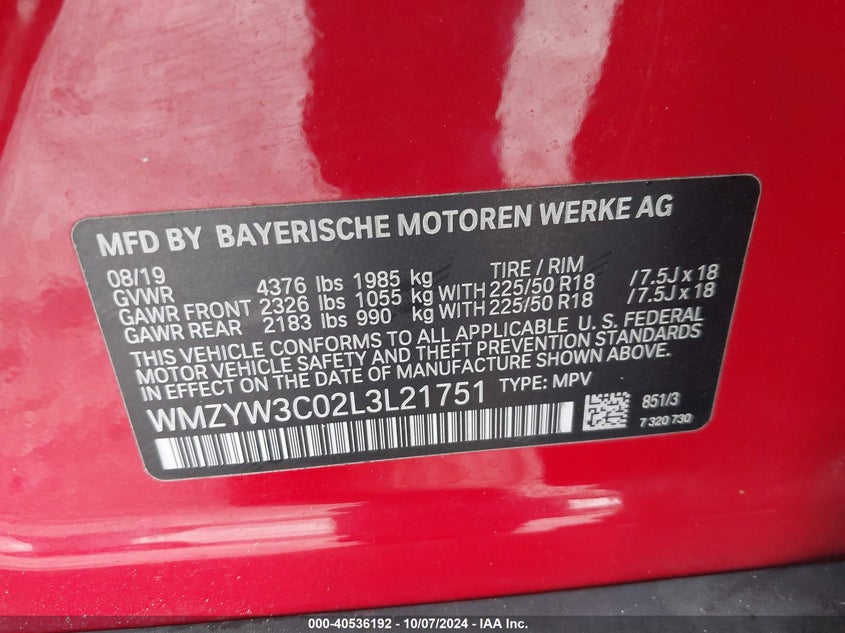 MFD BY BAYERISCHE MOTOREN WERKE AG
08/19 TIRE / RIM
GVWR 4376 lbs 1985 kg
GAWR FRONT 2326 lbs 1055 kg WITH 225/50 R18 / 7.5J x 18
GAWR REAR 2183 lbs 990 kg WITH 225/50 R18 / 7.5J x 18
THIS VEHICLE CONFORMS TO ALL APPLICABLE U. S. FEDERAL
MOTOR VEHICLE SAFETY AND THEFT PREVENTION STANDARDS
IN EFFECT ON THE DATE OF MANUFACTURE SHOWN ABOVE.
WMZYW3C02L3L21751 TYPE: MPV
851/3
7 320 730
000-40536192 - 10/07/2024 - IAA Inc.